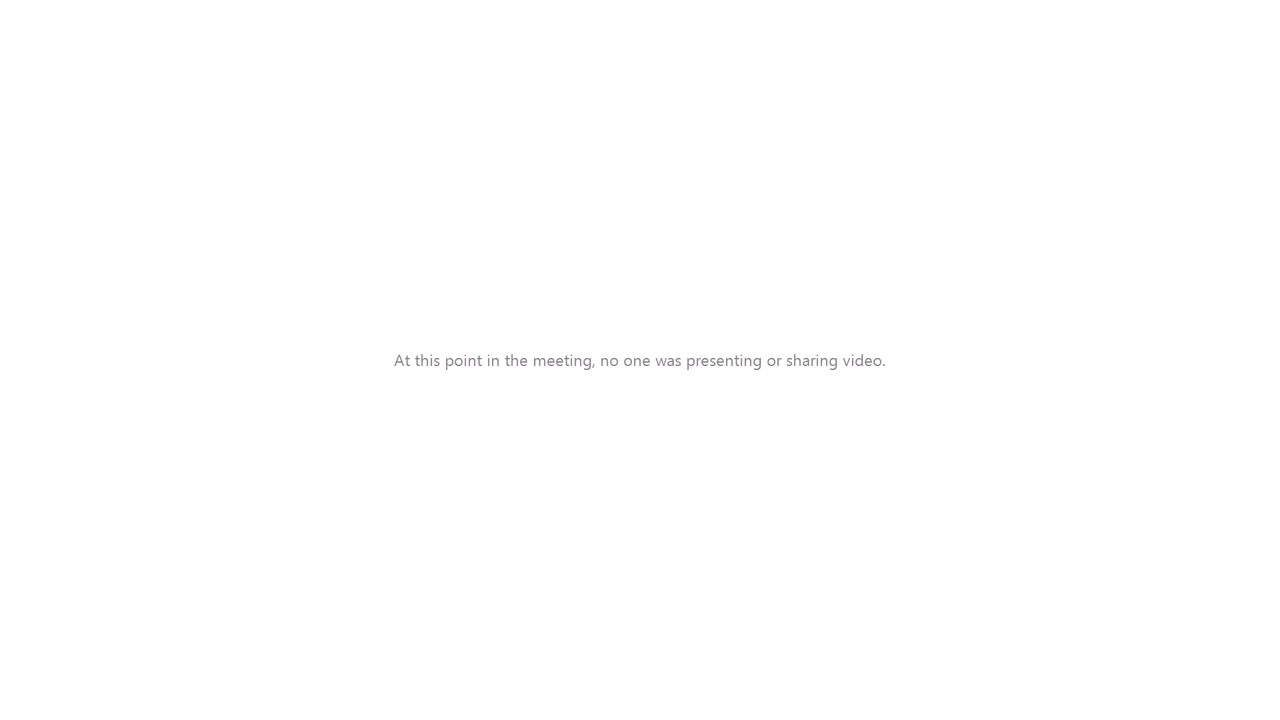 At this point in the meeting, no one was presenting or sharing video.